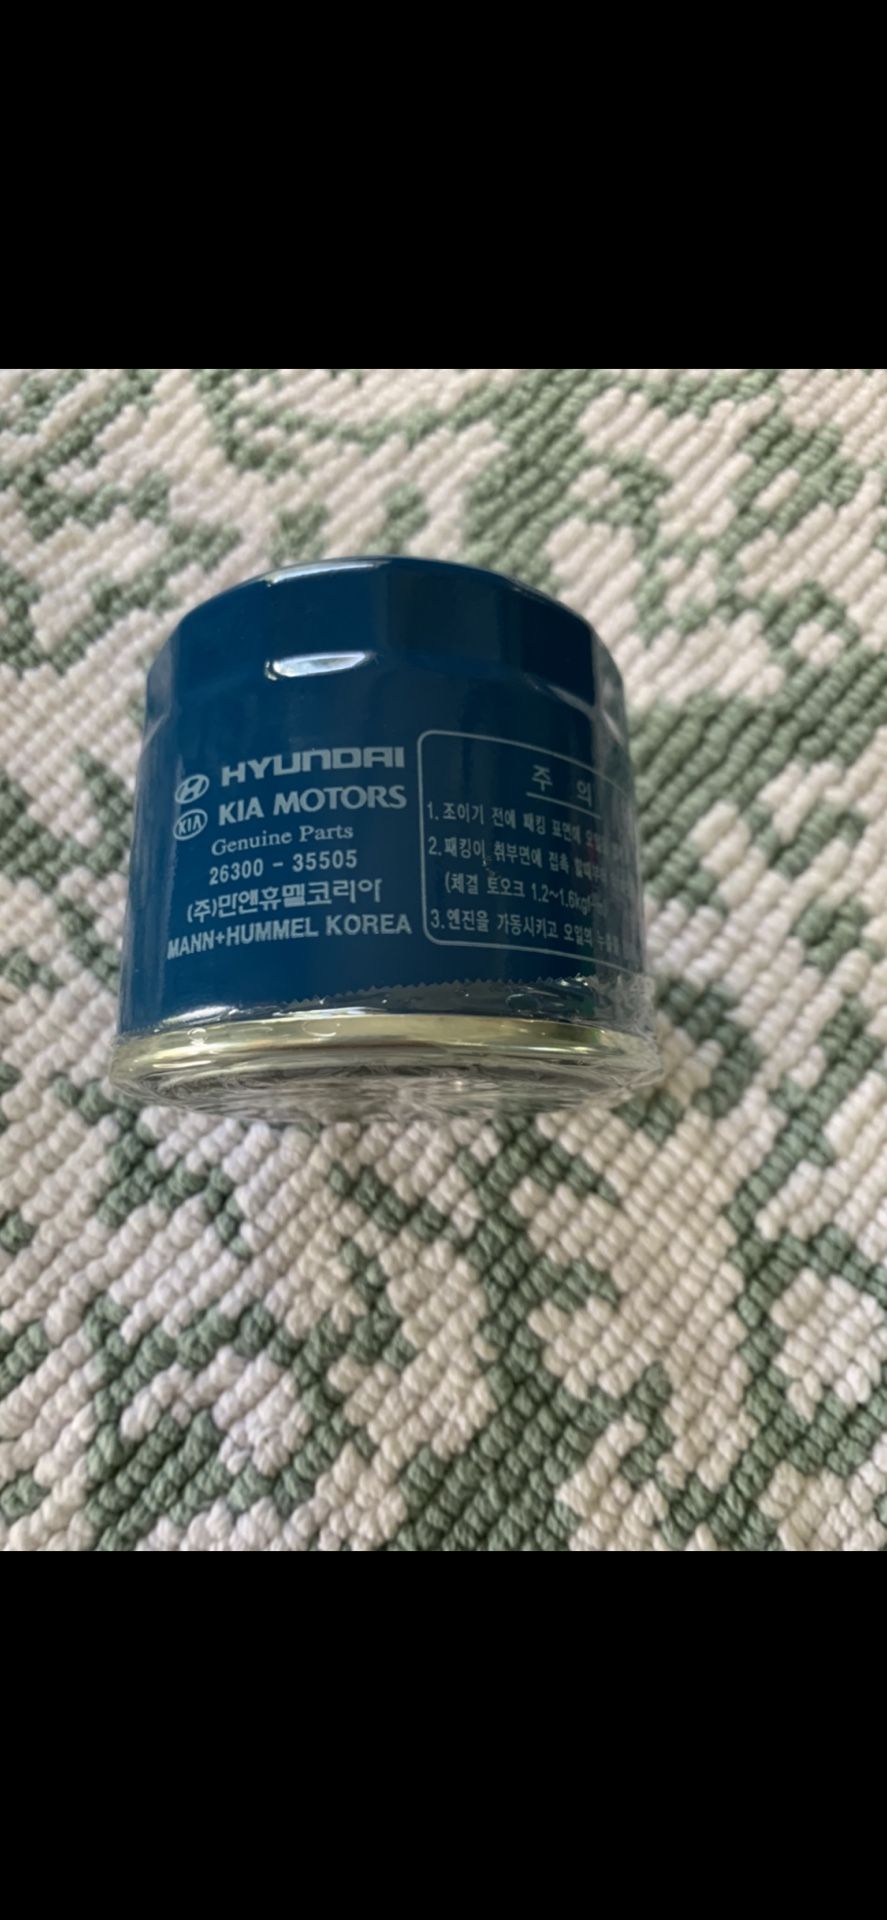 HYUNDAI
KIA KIA MOTORS
Genuine Parts
26300 - 35505
(주)만앤휴멜코리아
MANN+HUMMEL KOREA
주 의
1. 조이기 전에 패킹 표면에
2. 패킹이 취부면에 접촉
(체결 토오크 1.2~1.6kgf
3. 엔진을 가동시키고 오일의